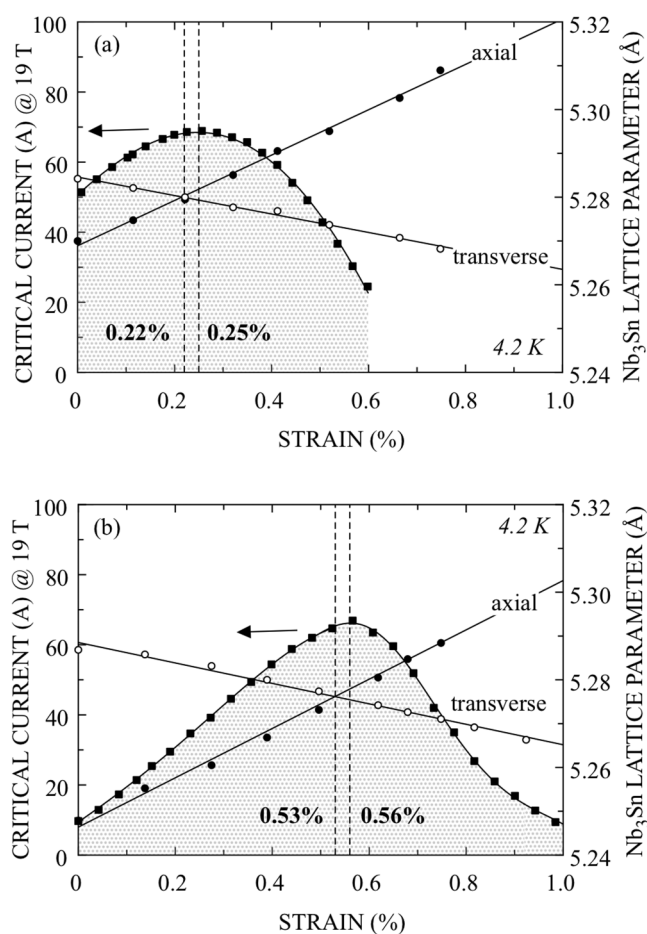 (a)
axial
transverse
0.22%
0.25%
4.2 K
100
80
60
40
20
0
CRITICAL CURRENT (A) @ 19 T
5.32
5.30
5.28
5.26
5.24
Nb₃Sn LATTICE PARAMETER (Å)
0.0 0.2 0.4 0.6 0.8 1.0
STRAIN (%)
(b)
4.2 K
axial
transverse
0.53%
0.56%
100
80
60
40
20
0
CRITICAL CURRENT (A) @ 19 T
5.32
5.30
5.28
5.26
5.24
Nb₃Sn LATTICE PARAMETER (Å)
0.0 0.2 0.4 0.6 0.8 1.0
STRAIN (%)